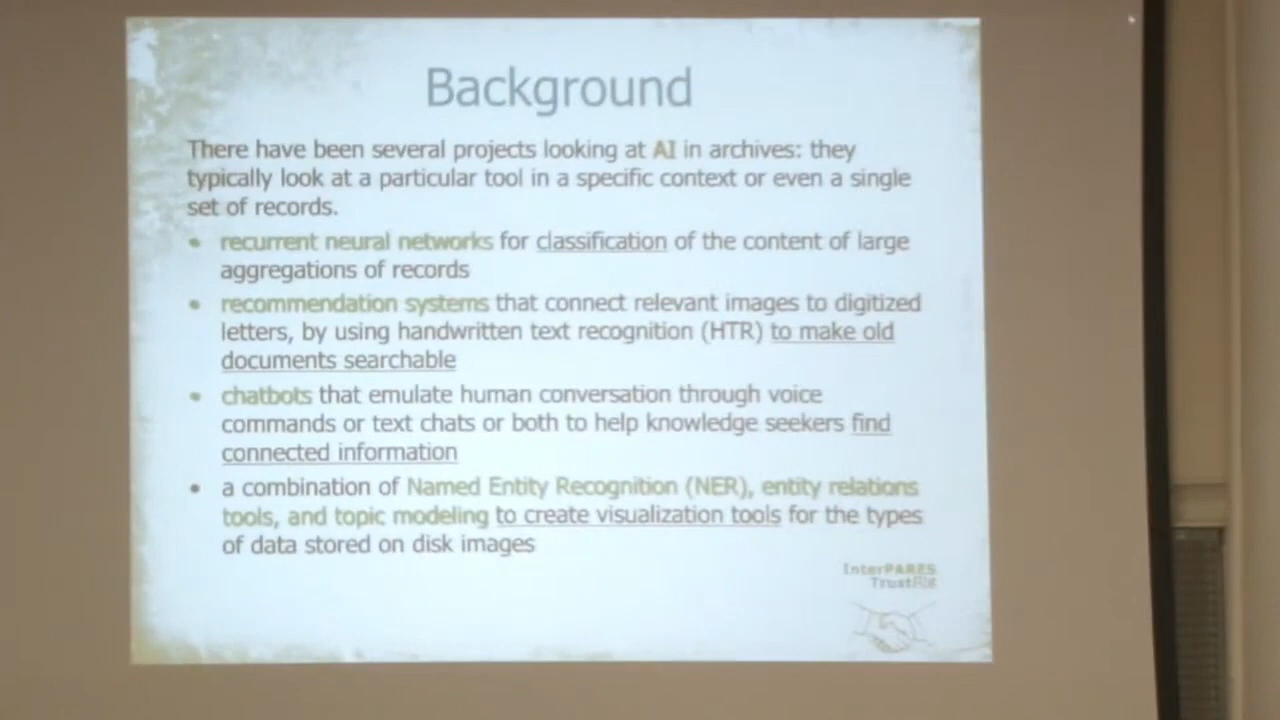 Background
There have been several projects looking at AI in archives: they
typically look at a particular tool in a specific context or even a single
set of records.
• recurrent neural networks for classification of the content of large
aggregations of records
• recommendation systems that connect relevant images to digitized
letters, by using handwritten text recognition (HTR) to make old
documents searchable
• chatbots that emulate human conversation through voice
commands or text chats or both to help knowledge seekers find
connected information
• a combination of Named Entity Recognition (NER), entity relations
tools, and topic modeling to create visualization tools for the types
of data stored on disk images
InterPARES
Trust